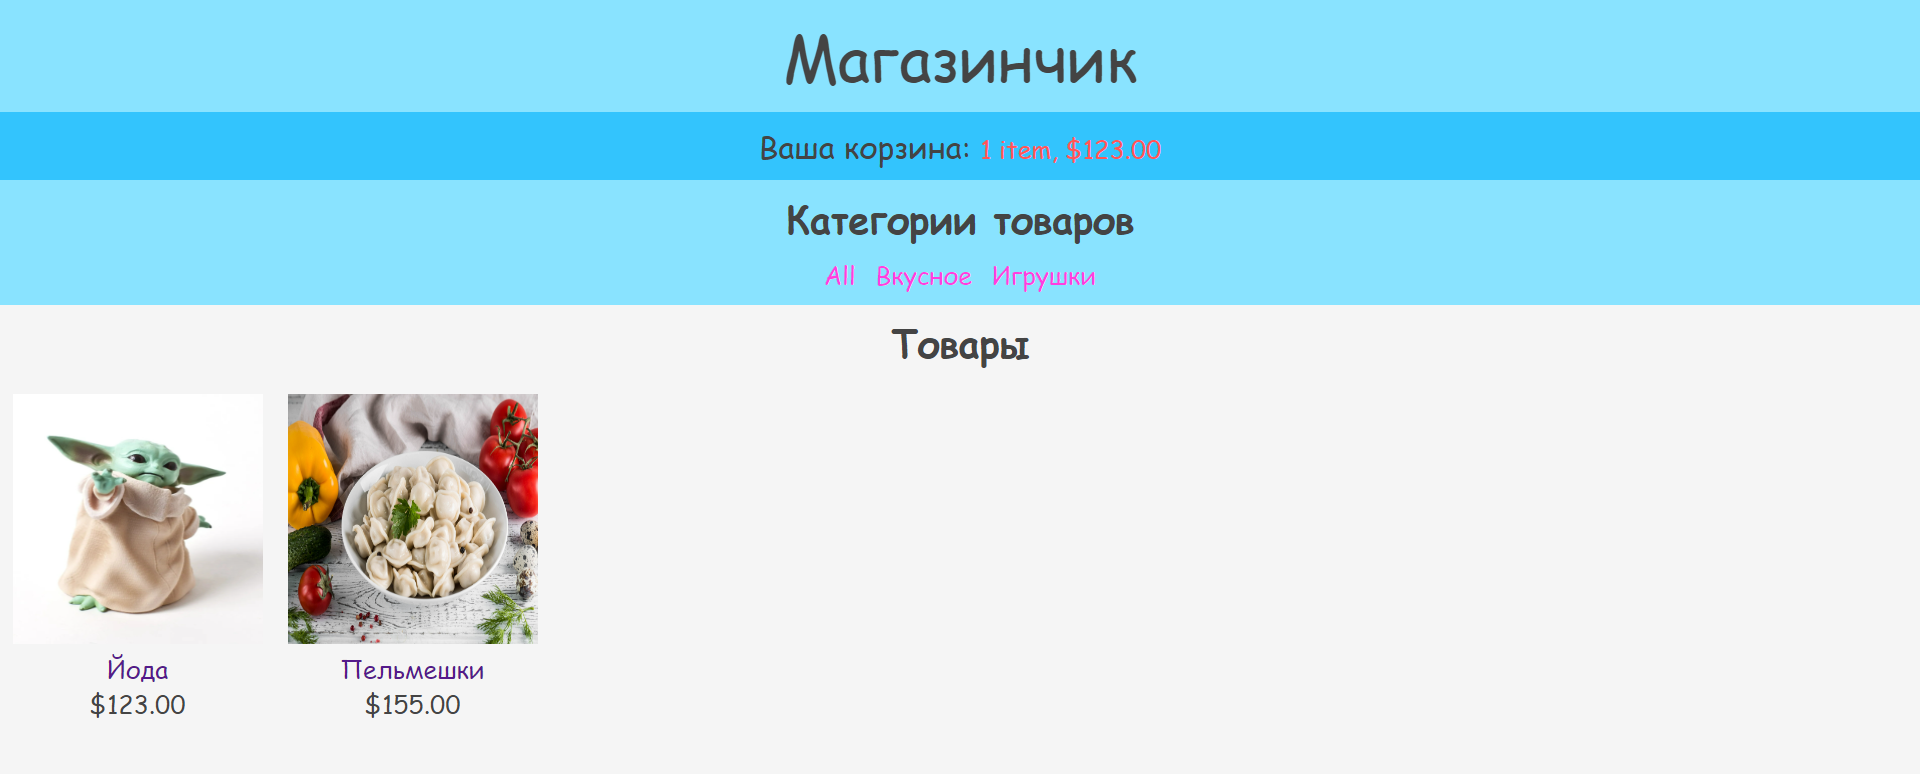 Магазинчик
Ваша корзина: 1 item, $123.00
Категории товаров
All Вкусное Игрушки
Товары
Йода Пельмешки
$123.00 $155.00